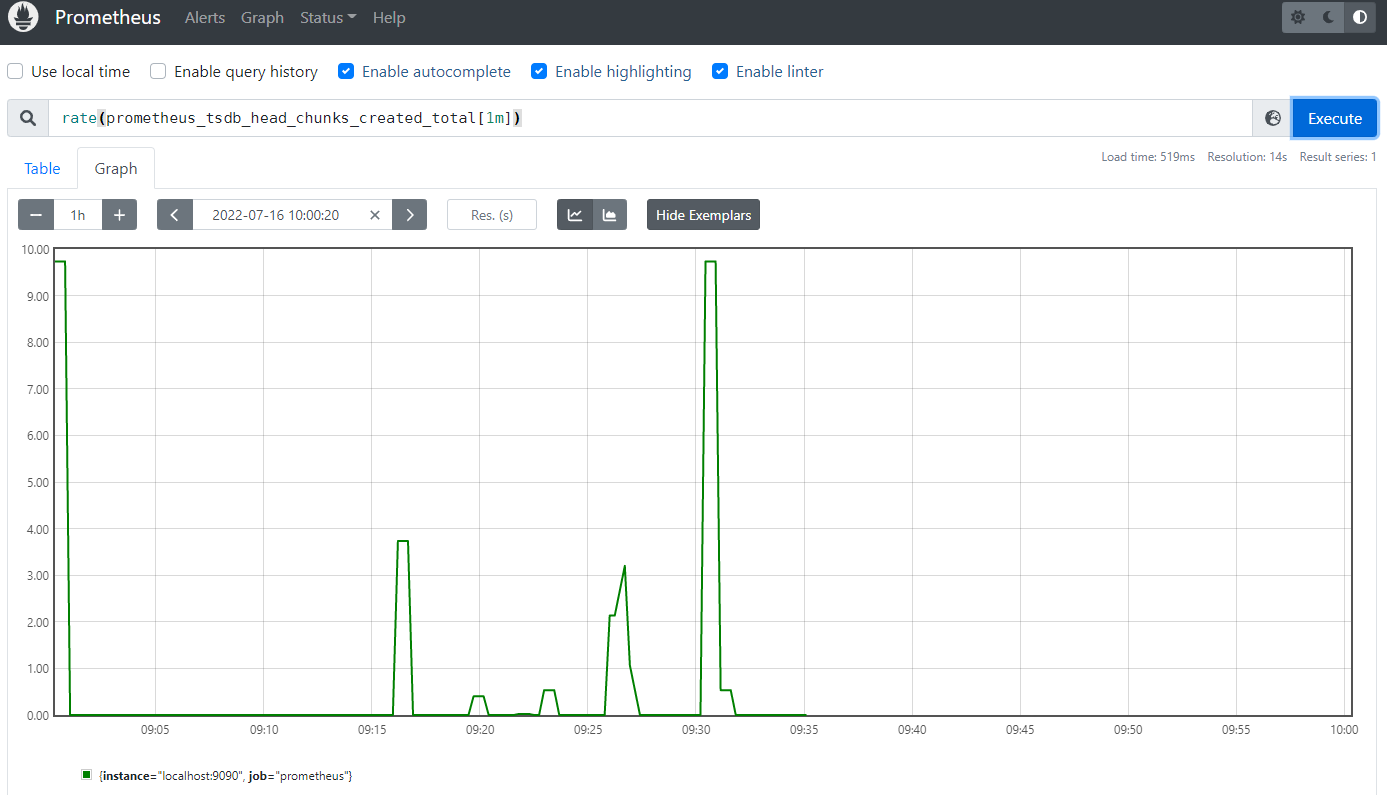 Prometheus Alerts Graph Status Help
Use local time Enable query history Enable autocomplete Enable highlighting Enable linter
rate(prometheus_tsdb_head_chunks_created_total[1m]) Execute
Table Graph Load time: 519ms Resolution: 14s Result series: 1
− 1h + 2022-07-16 10:00:20 × Res. (s) Hide Exemplars
10.00
9.00
8.00
7.00
6.00
5.00
4.00
3.00
2.00
1.00
0.00
09:05 09:10 09:15 09:20 09:25 09:30 09:35 09:40 09:45 09:50 09:55 10:00
{instance="localhost:9090", job="prometheus"}